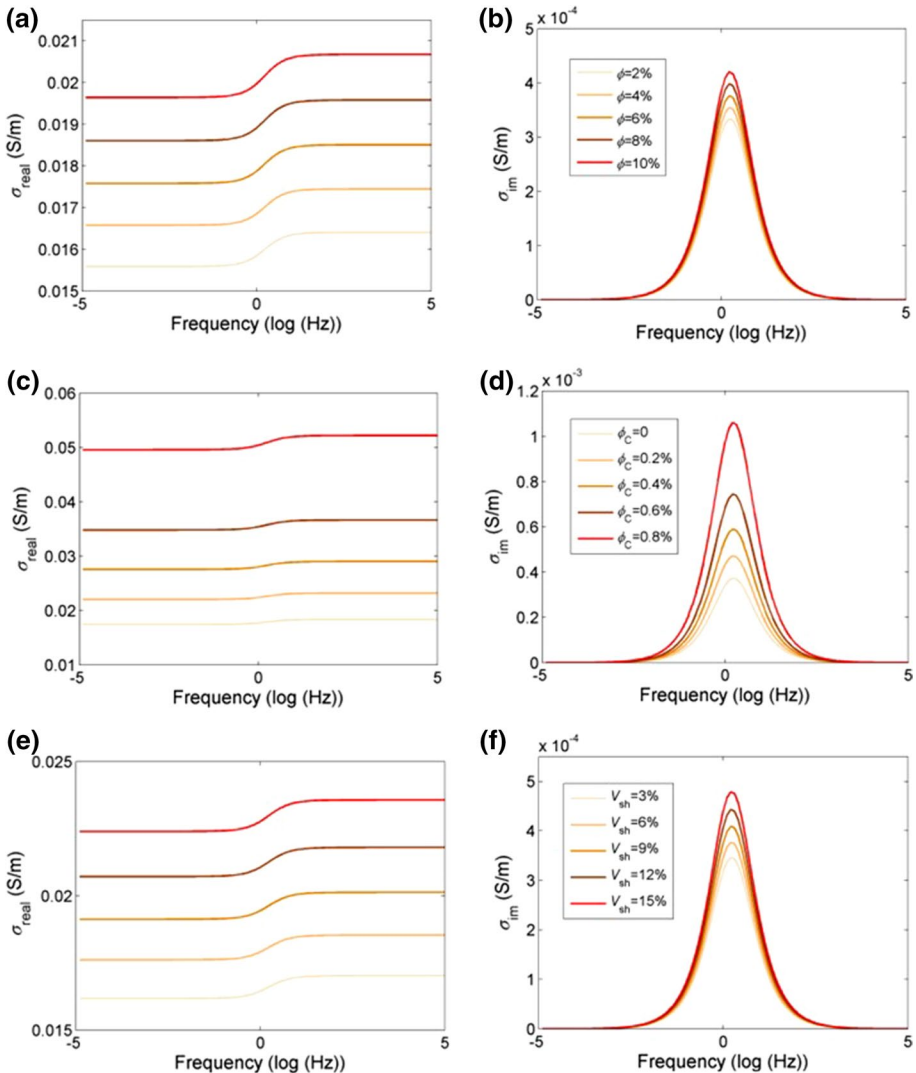 (a)
0.021
0.02
0.019
0.018
0.017
0.016
0.015
σreal (S/m)
-5 0 5
Frequency (log (Hz))
(b)
x 10-4
5
4
3
2
1
0
σim (S/m)
ϕ=2%
ϕ=4%
ϕ=6%
ϕ=8%
ϕ=10%
-5 0 5
Frequency (log (Hz))
(c)
0.06
0.05
0.04
0.03
0.02
0.01
σreal (S/m)
-5 0 5
Frequency (log (Hz))
(d)
x 10-3
1.2
1
0.8
0.6
0.4
0.2
0
σim (S/m)
ϕC=0
ϕC=0.2%
ϕC=0.4%
ϕC=0.6%
ϕC=0.8%
-5 0 5
Frequency (log (Hz))
(e)
0.025
0.02
0.015
σreal (S/m)
-5 0 5
Frequency (log (Hz))
(f)
x 10-4
5
4
3
2
1
0
σim (S/m)
Vsh=3%
Vsh=6%
Vsh=9%
Vsh=12%
Vsh=15%
-5 0 5
Frequency (log (Hz))